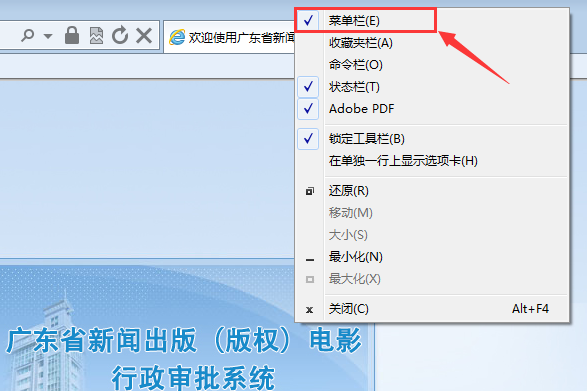 欢迎使用广东省新闻
菜单栏(E)
收藏夹栏(A)
命令栏(O)
状态栏(T)
Adobe PDF
锁定工具栏(B)
在单独一行上显示选项卡(H)
还原(R)
移动(M)
大小(S)
最小化(N)
最大化(X)
关闭(C) Alt+F4
广东省新闻出版（版权）电影
行政审批系统